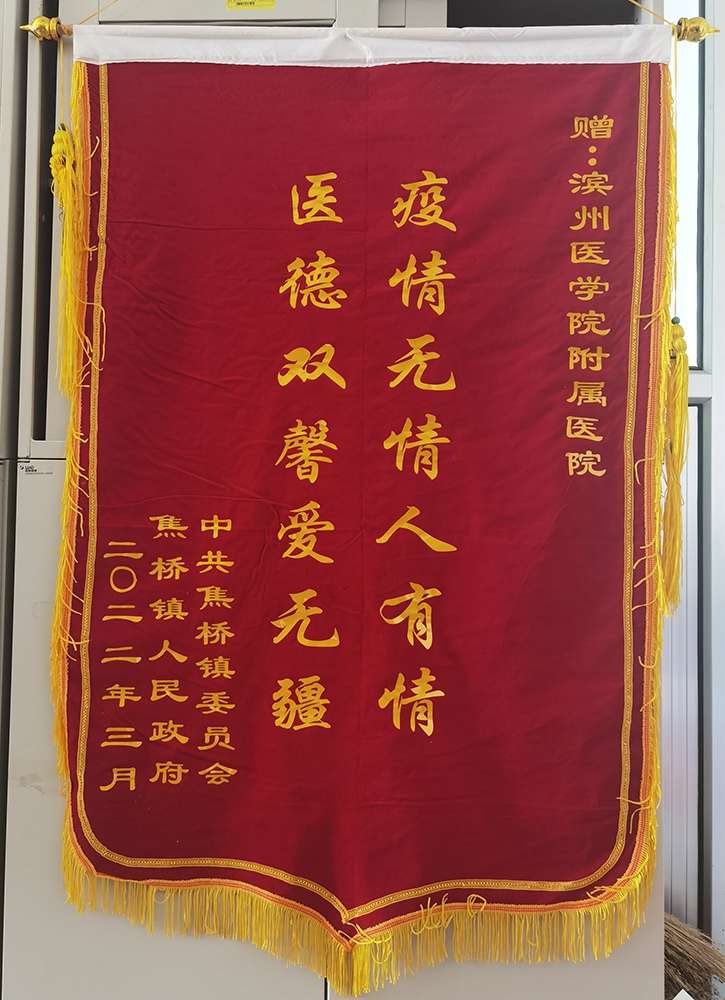 赠：滨州医学院附属医院
疫情无情人有情
医德双馨爱无疆
中共焦桥镇委员会
焦桥镇人民政府
二〇二二年三月